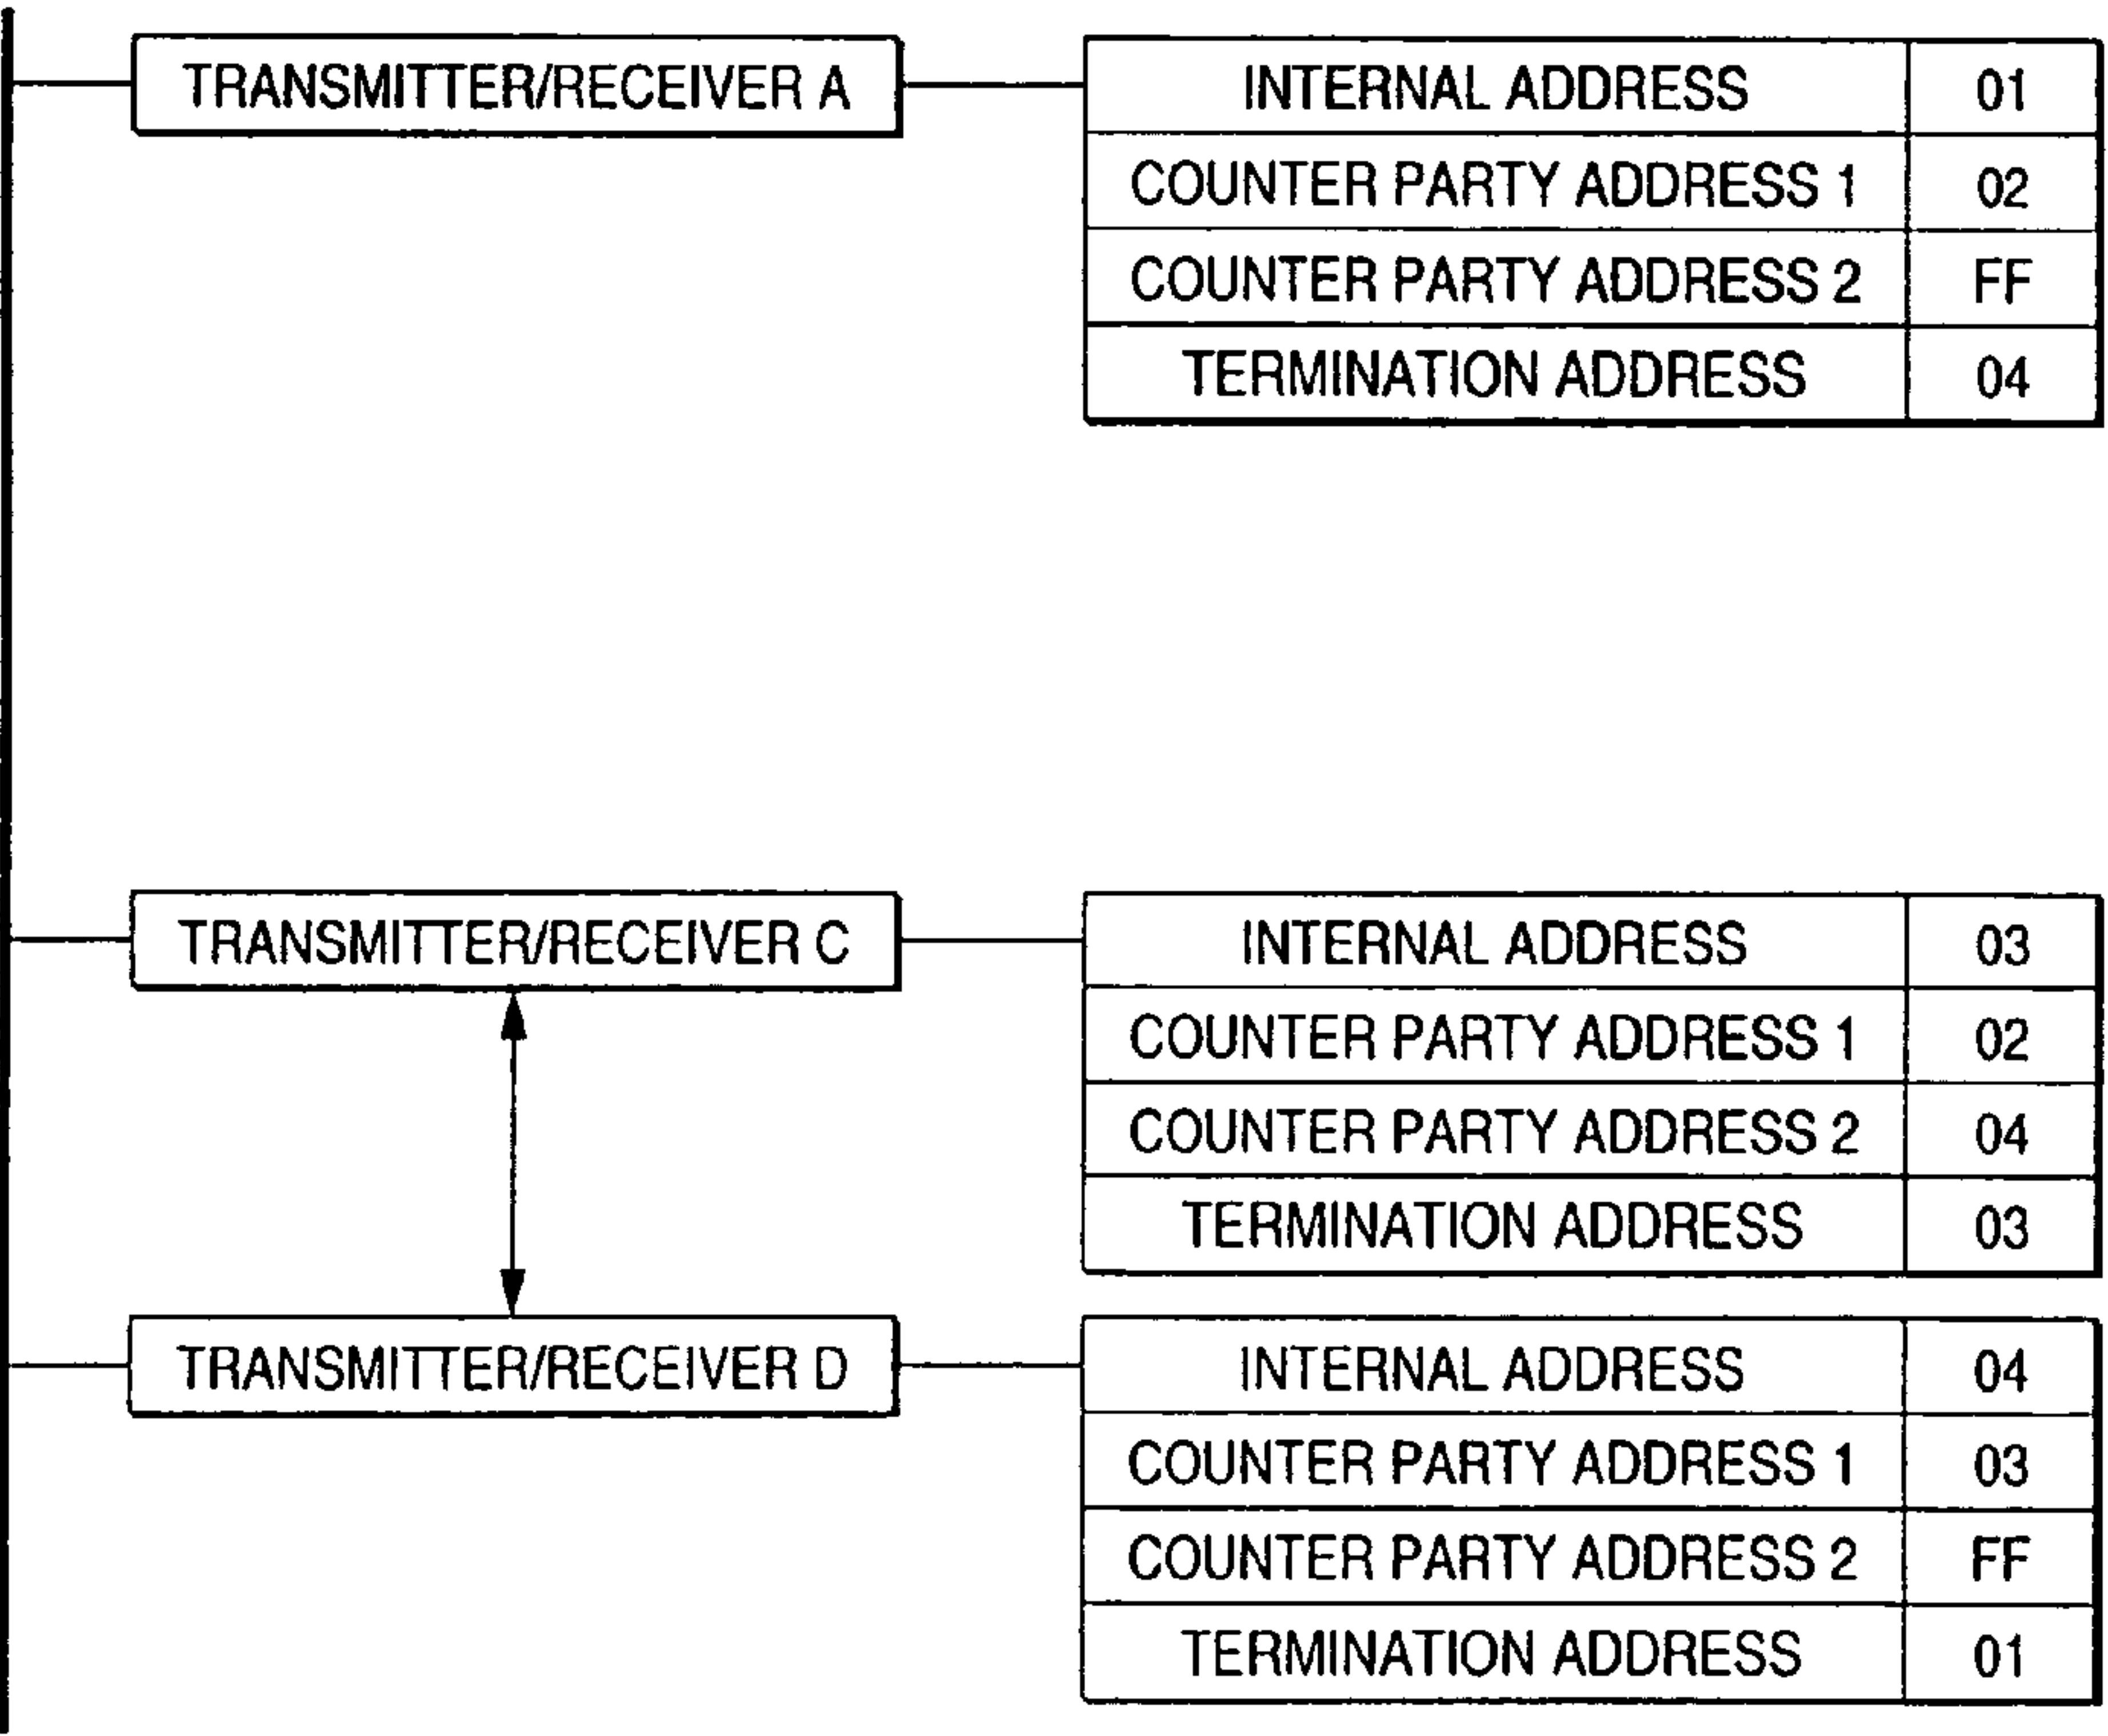 TRANSMITTER/RECEIVER A
INTERNAL ADDRESS 01
COUNTER PARTY ADDRESS 1 02
COUNTER PARTY ADDRESS 2 FF
TERMINATION ADDRESS 04
TRANSMITTER/RECEIVER C
INTERNAL ADDRESS 03
COUNTER PARTY ADDRESS 1 02
COUNTER PARTY ADDRESS 2 04
TERMINATION ADDRESS 03
TRANSMITTER/RECEIVER D
INTERNAL ADDRESS 04
COUNTER PARTY ADDRESS 1 03
COUNTER PARTY ADDRESS 2 FF
TERMINATION ADDRESS 01